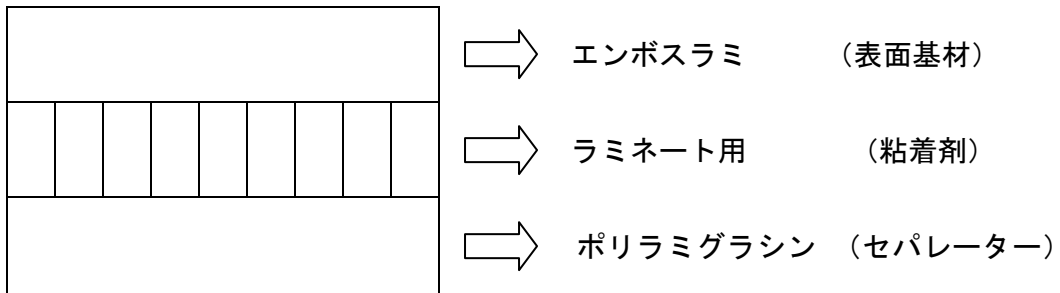 エンボスラミ （表面基材）
ラミネート用 （粘着剤）
ポリラミグラシン （セパレーター）